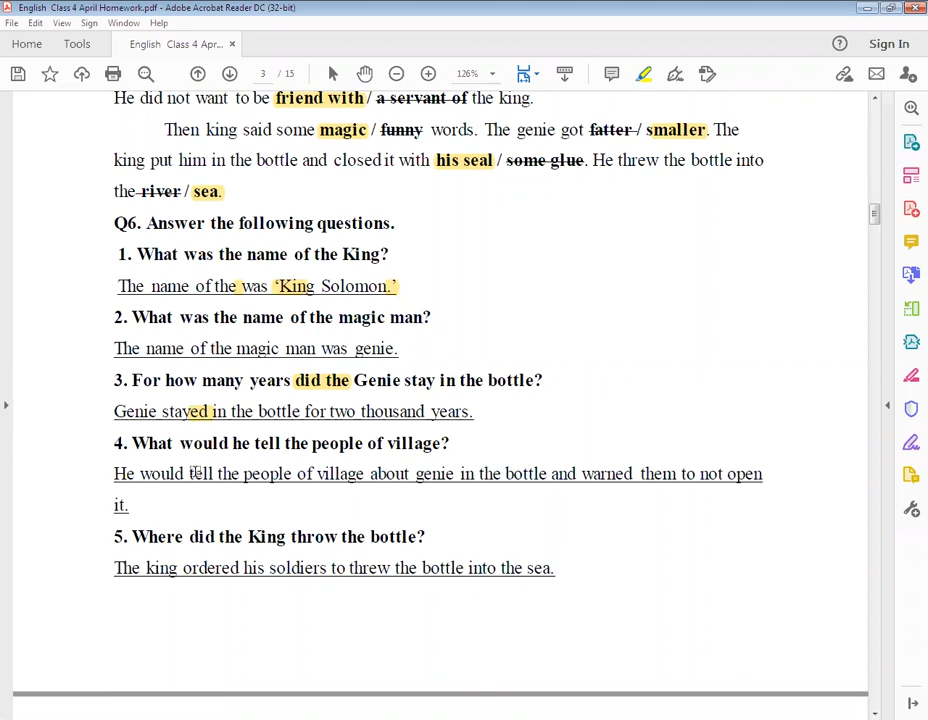 English Class 4 April Homework.pdf - Adobe Acrobat Reader DC (32-bit)
File Edit View Sign Window Help
Home Tools English Class 4 Apr... × Sign In
3 / 15 126%
He did not want to be friend with / a servant of the king.
Then king said some magic / funny words. The genie got fatter / smaller. The
king put him in the bottle and closed it with his seal / some glue. He threw the bottle into
the river / sea.
Q6. Answer the following questions.
1. What was the name of the King?
The name of the was ‘King Solomon.’
2. What was the name of the magic man?
The name of the magic man was genie.
3. For how many years did the Genie stay in the bottle?
Genie stayed in the bottle for two thousand years.
4. What would he tell the people of village?
He would tell the people of village about genie in the bottle and warned them to not open
it.
5. Where did the King throw the bottle?
The king ordered his soldiers to threw the bottle into the sea.